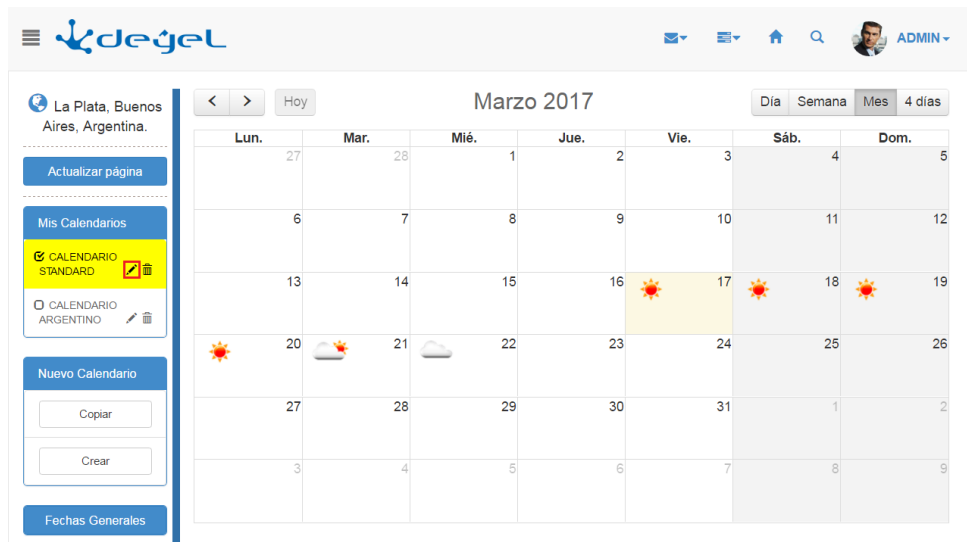 deyel
ADMIN
La Plata, Buenos
Aires, Argentina.
Actualizar página
Mis Calendarios
CALENDARIO
STANDARD
CALENDARIO
ARGENTINO
Nuevo Calendario
Copiar
Crear
Fechas Generales
Hoy
Marzo 2017
Día Semana Mes 4 días
Lun. Mar. Mié. Jue. Vie. Sáb. Dom.
27 28 1 2 3 4 5
6 7 8 9 10 11 12
13 14 15 16 17 18 19
20 21 22 23 24 25 26
27 28 29 30 31 1 2
3 4 5 6 7 8 9